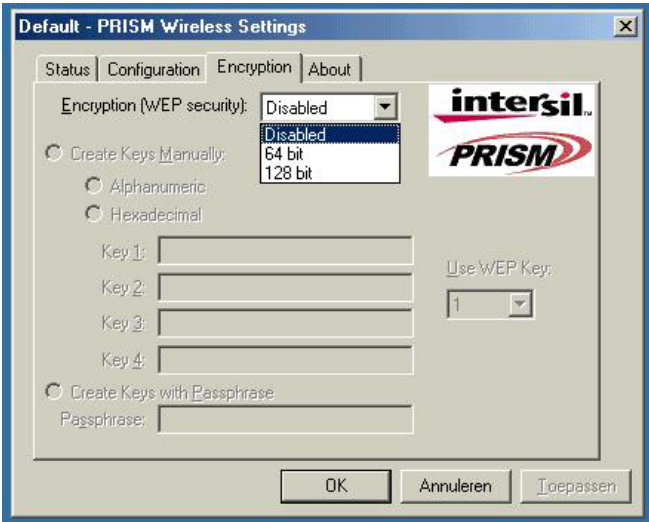 Default - PRISM Wireless Settings
Status Configuration Encryption About
Encryption (WEP security): Disabled
Disabled
64 bit
128 bit
intersil™
PRISM
Create Keys Manually:
Alphanumeric
Hexadecimal
Key 1:
Key 2:
Key 3:
Key 4:
Use WEP Key:
1
Create Keys with Passphrase
Passphrase:
OK Annuleren Toepassen